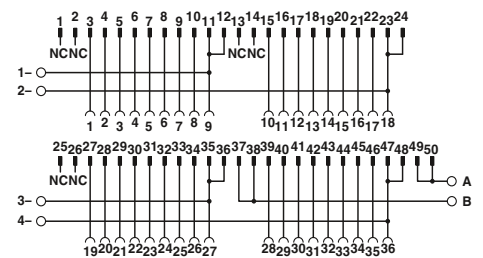 1 2 3 4 5 6 7 8 9 10 11 12 13 14 15 16 17 18 19 20 21 22 23 24
NC NC NC NC
1–
2–
1 2 3 4 5 6 7 8 9 10 11 12 13 14 15 16 17 18
25 26 27 28 29 30 31 32 33 34 35 36 37 38 39 40 41 42 43 44 45 46 47 48 49 50
NC NC
A
3– B
4–
19 20 21 22 23 24 25 26 27 28 29 30 31 32 33 34 35 36